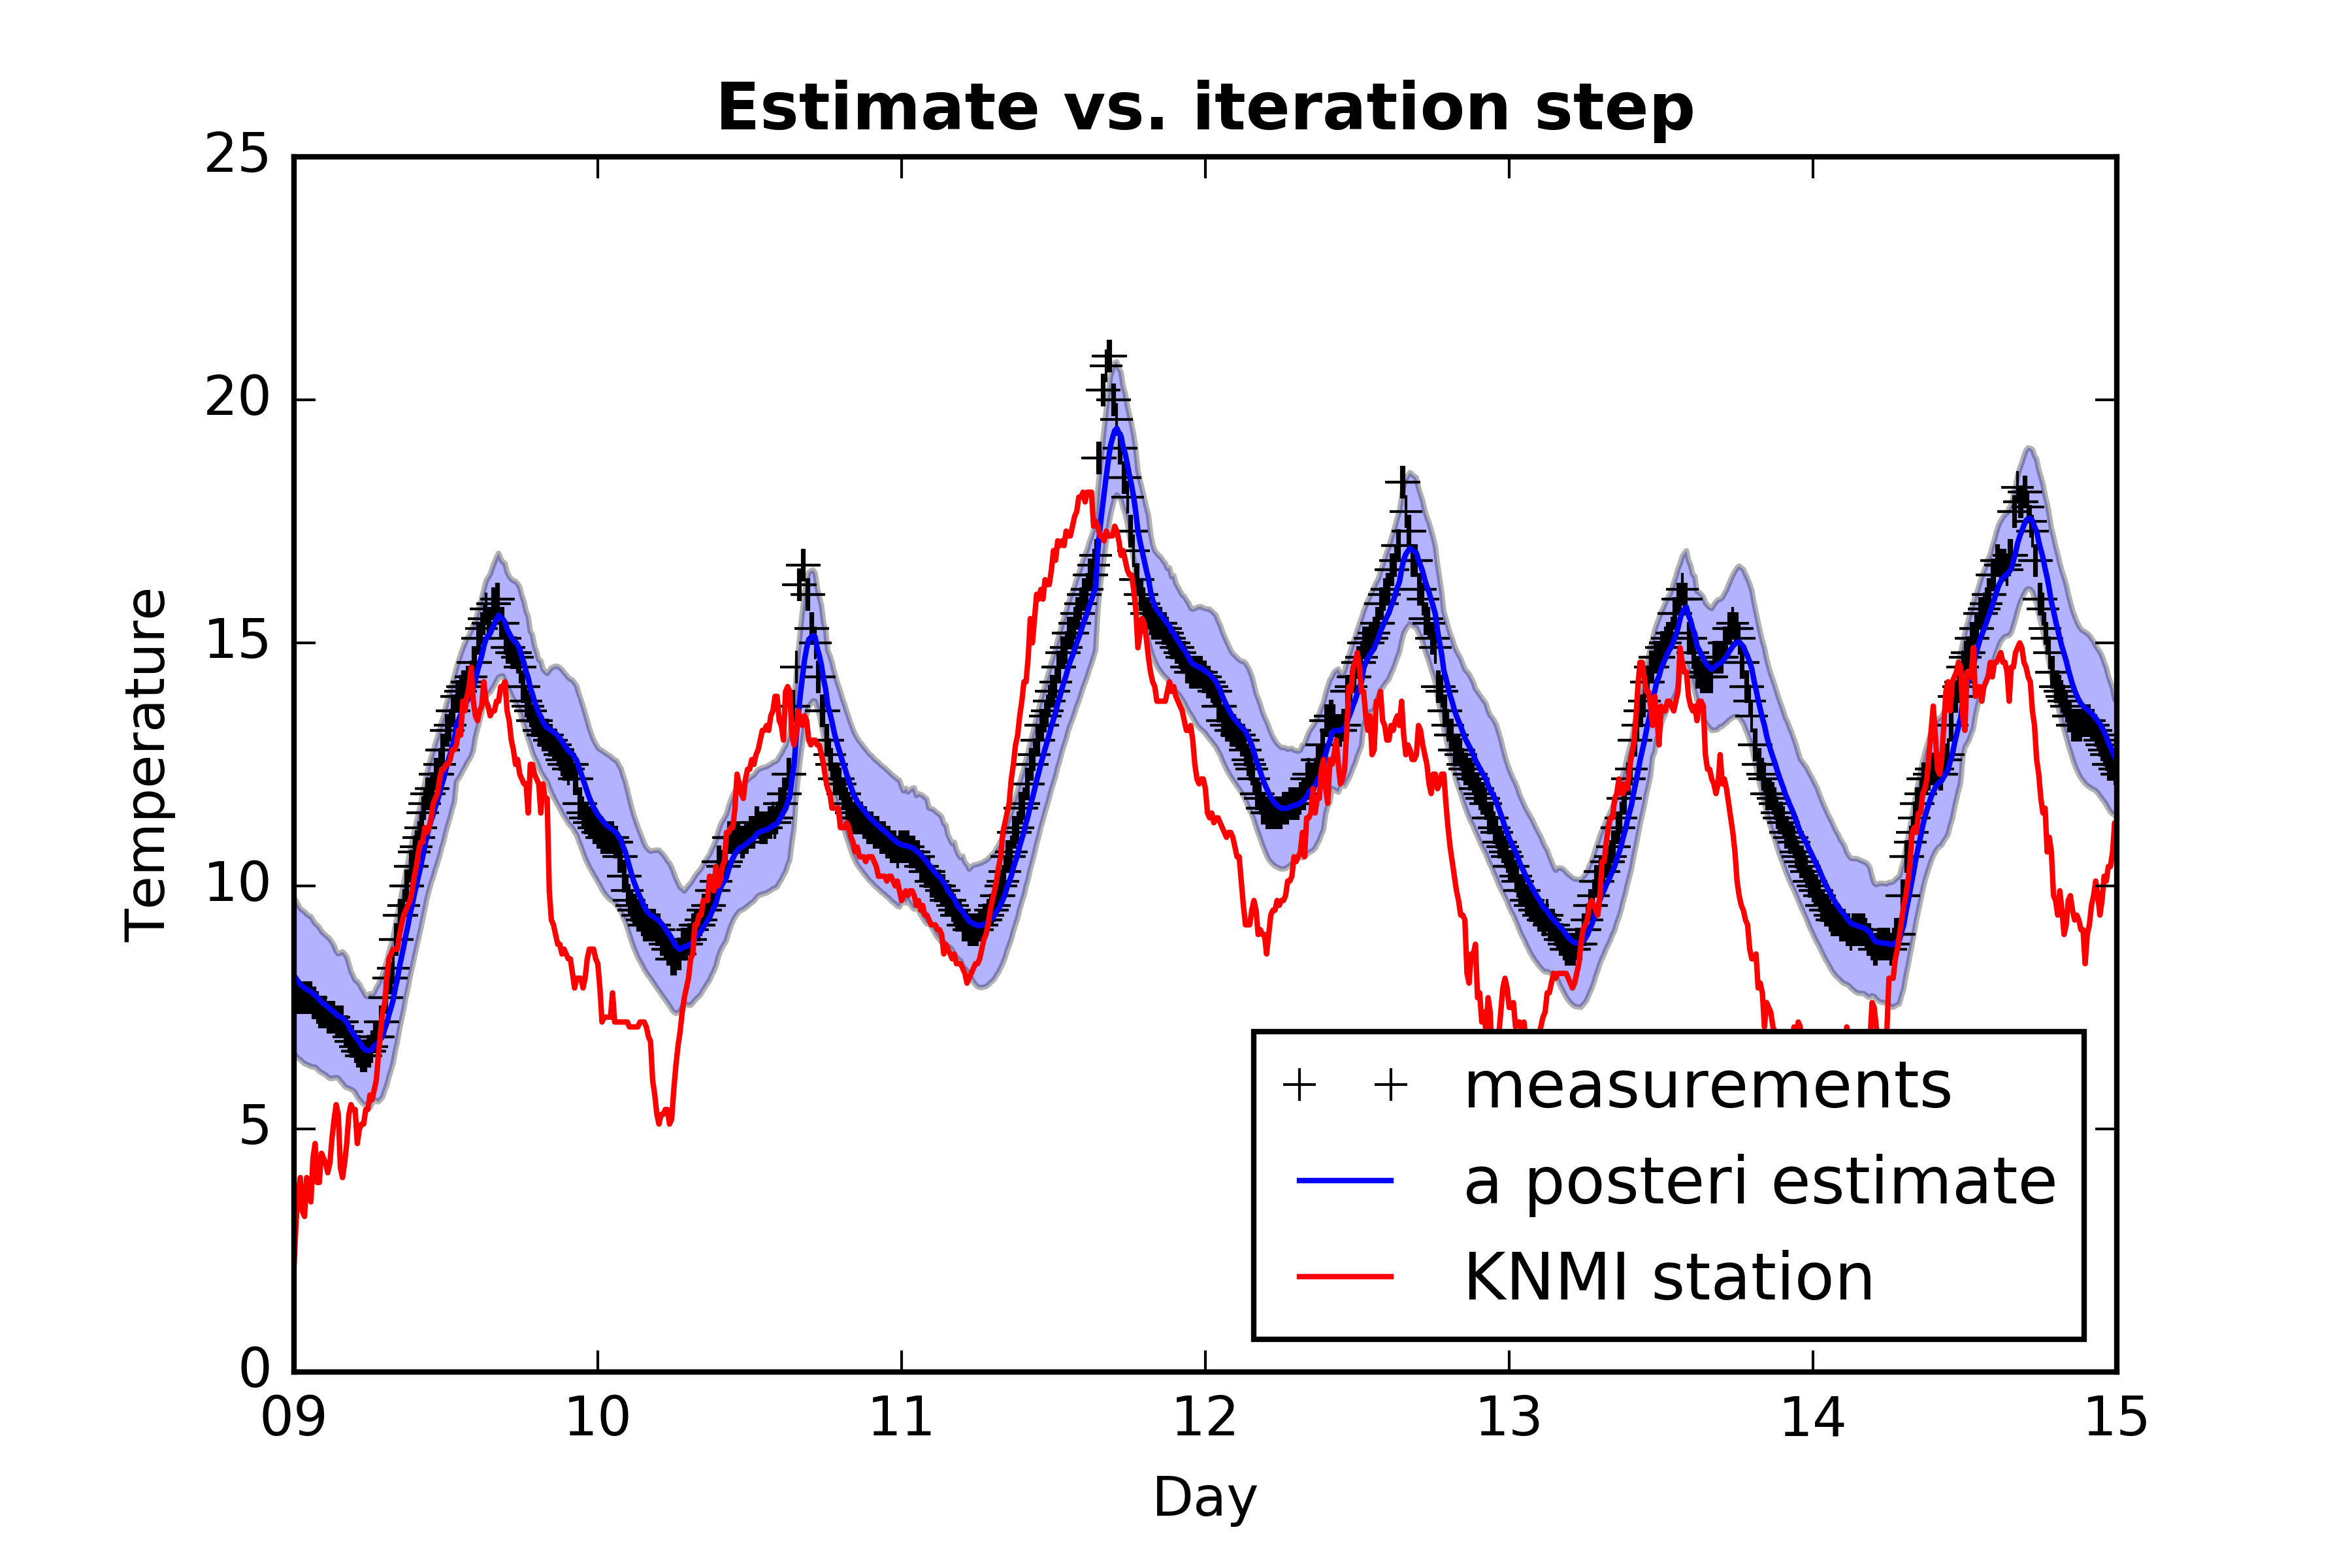 Estimate vs. iteration step
25
20
15
10
5
0
Temperature
09 10 11 12 13 14 15
Day
measurements
a posteri estimate
KNMI station